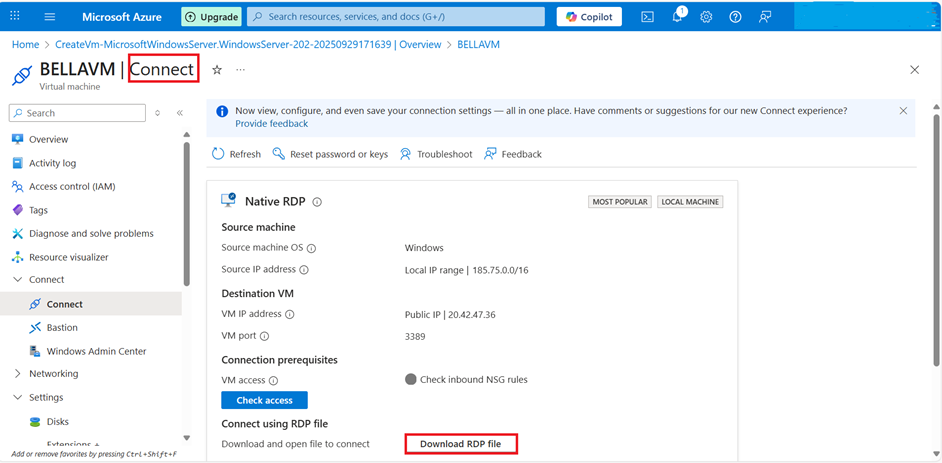 Microsoft Azure
Upgrade
Search resources, services, and docs (G+/)
Copilot
1
Home > CreateVm-MicrosoftWindowsServer.WindowsServer-202-20250929171639 | Overview > BELLAVM
BELLAVM | Connect
Virtual machine
Search
Overview
Activity log
Access control (IAM)
Tags
Diagnose and solve problems
Resource visualizer
Connect
Connect
Bastion
Windows Admin Center
Networking
Settings
Disks
Extensions +
Add or remove favorites by pressing Ctrl+Shift+F
Now view, configure, and even save your connection settings — all in one place. Have comments or suggestions for our new Connect experience?
Provide feedback
Refresh Reset password or keys Troubleshoot Feedback
Native RDP MOST POPULAR LOCAL MACHINE
Source machine
Source machine OS Windows
Source IP address Local IP range | 185.75.0.0/16
Destination VM
VM IP address Public IP | 20.42.47.36
VM port 3389
Connection prerequisites
VM access Check inbound NSG rules
Check access
Connect using RDP file
Download and open file to connect Download RDP file